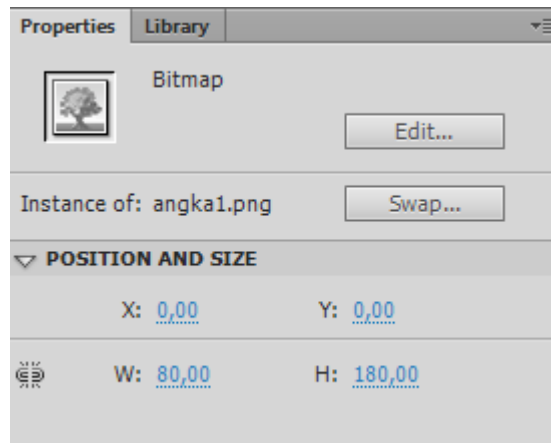 Properties Library
Bitmap
Edit...
Instance of: angka1.png Swap...
POSITION AND SIZE
X: 0,00 Y: 0,00
W: 80,00 H: 180,00